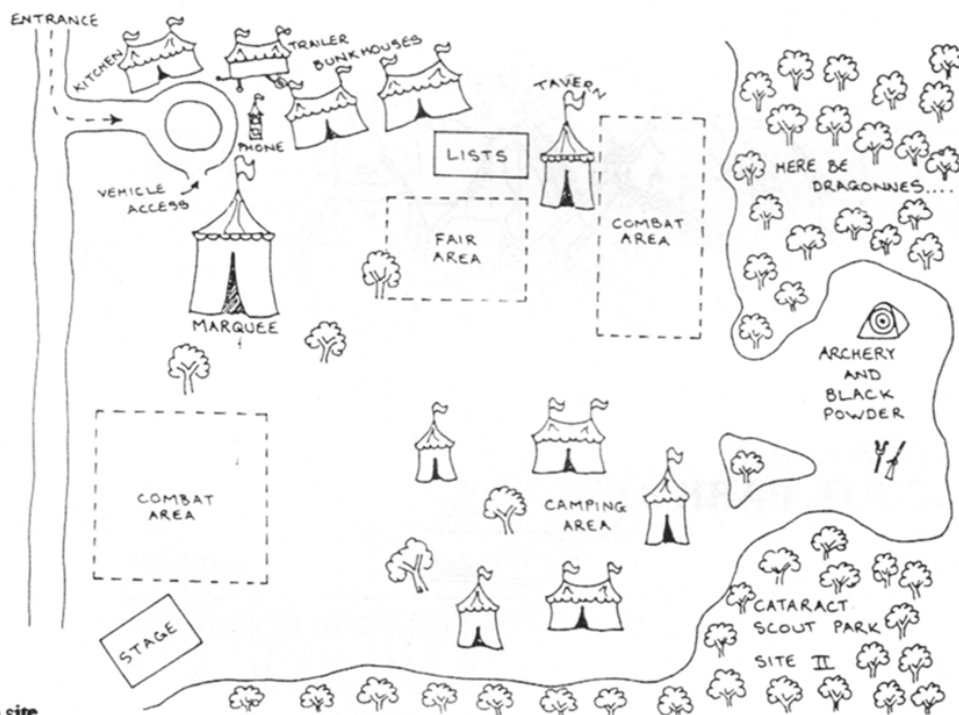 ENTRANCE
KITCHEN
TRAILER
BUNKHOUSES
PHONE
TAVERN
LISTS
VEHICLE
ACCESS
FAIR
AREA
COMBAT
AREA
HERE BE
DRAGONNES....
MARQUEE
ARCHERY
AND
BLACK
POWDER
COMBAT
AREA
CAMPING
AREA
STAGE
CATARACT
SCOUT PARK
SITE II
site